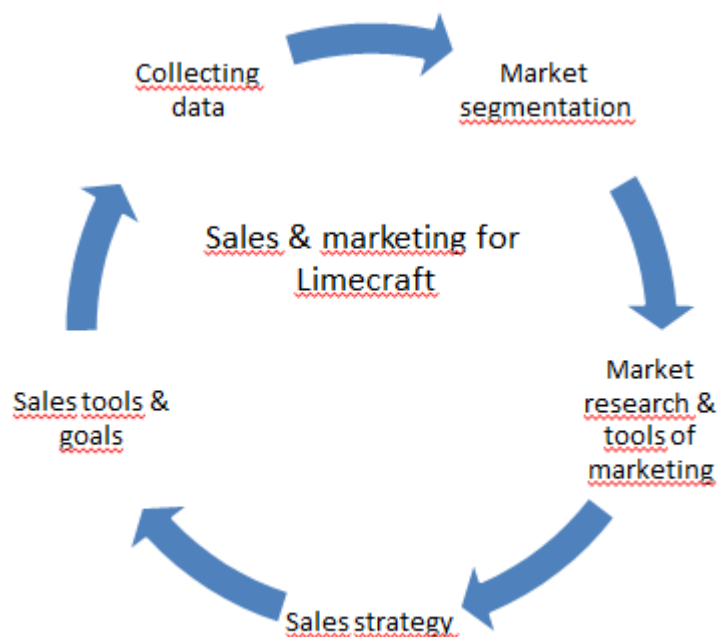 Collecting
data
Market
segmentation
Sales & marketing for
Limecraft
Market
research &
tools of
marketing
Sales strategy
Sales tools &
goals